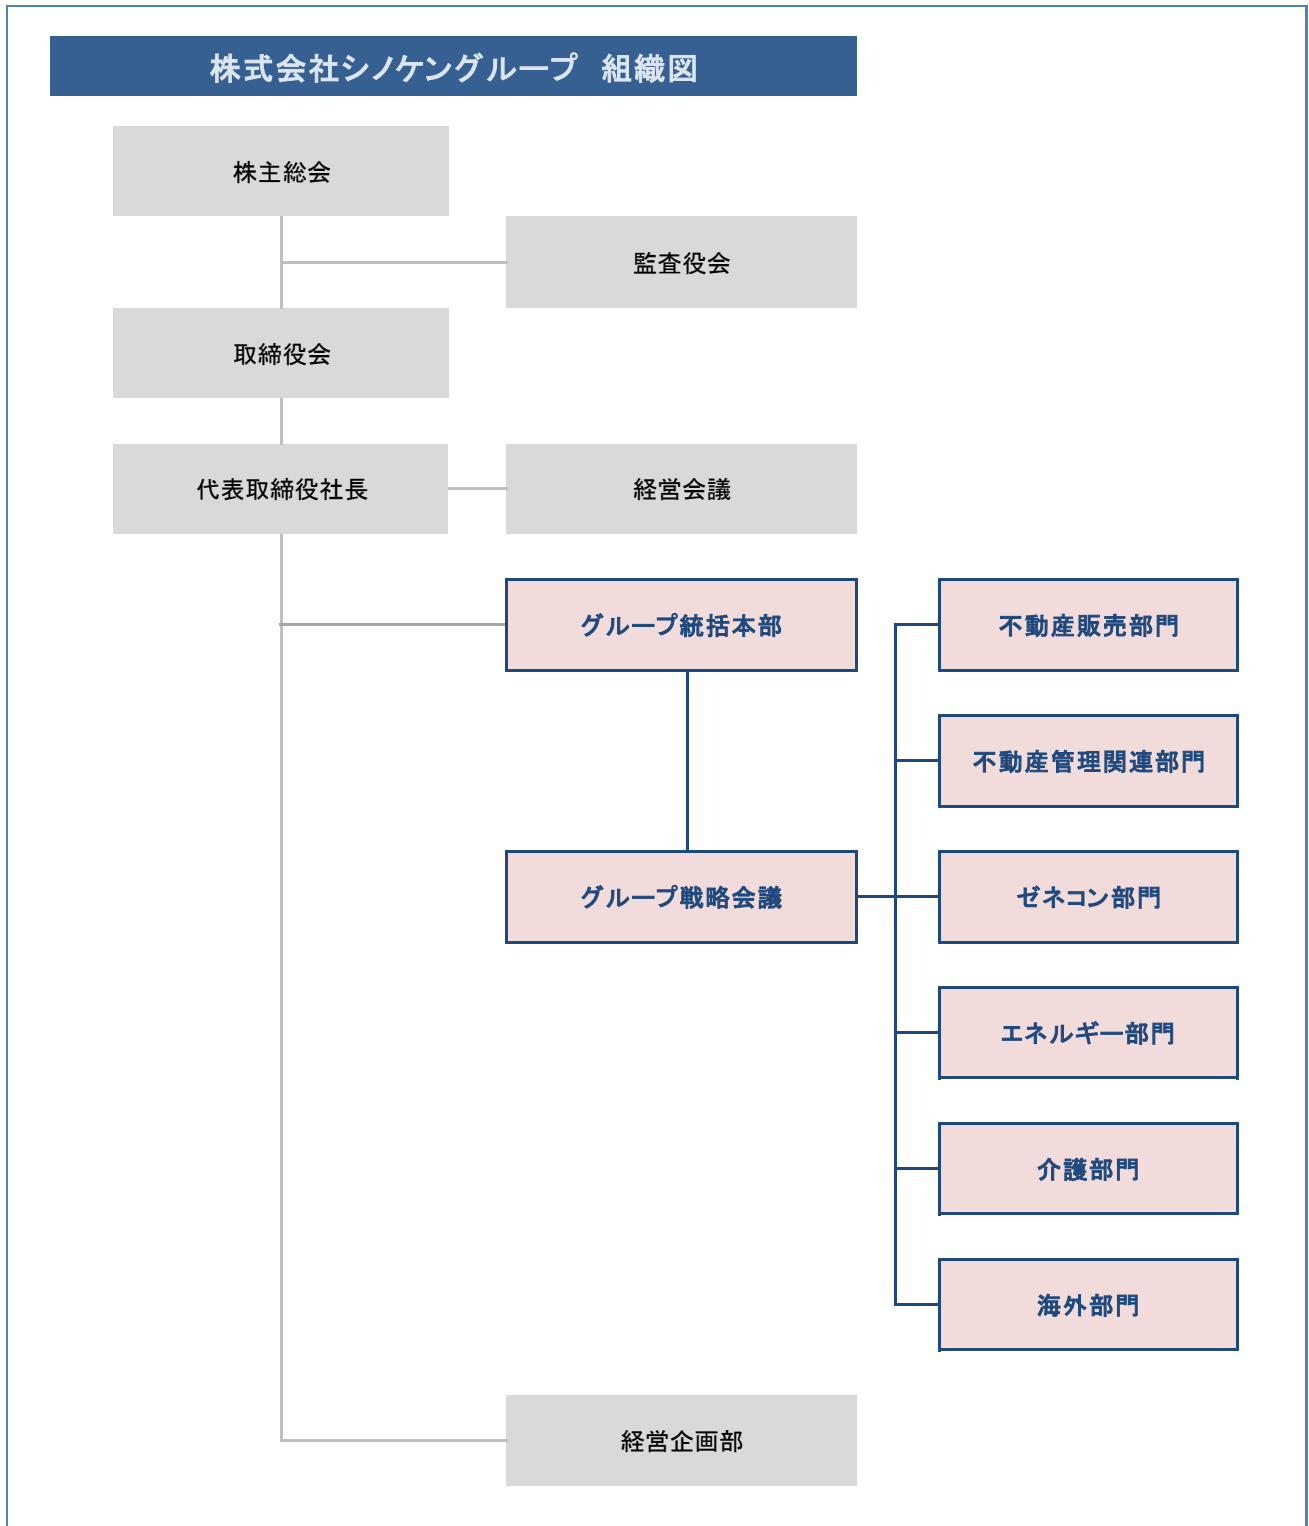 株式会社シノケングループ　組織図
株主総会
監査役会
取締役会
代表取締役社長
経営会議
グループ統括本部
不動産販売部門
不動産管理関連部門
グループ戦略会議
ゼネコン部門
エネルギー部門
介護部門
海外部門
経営企画部